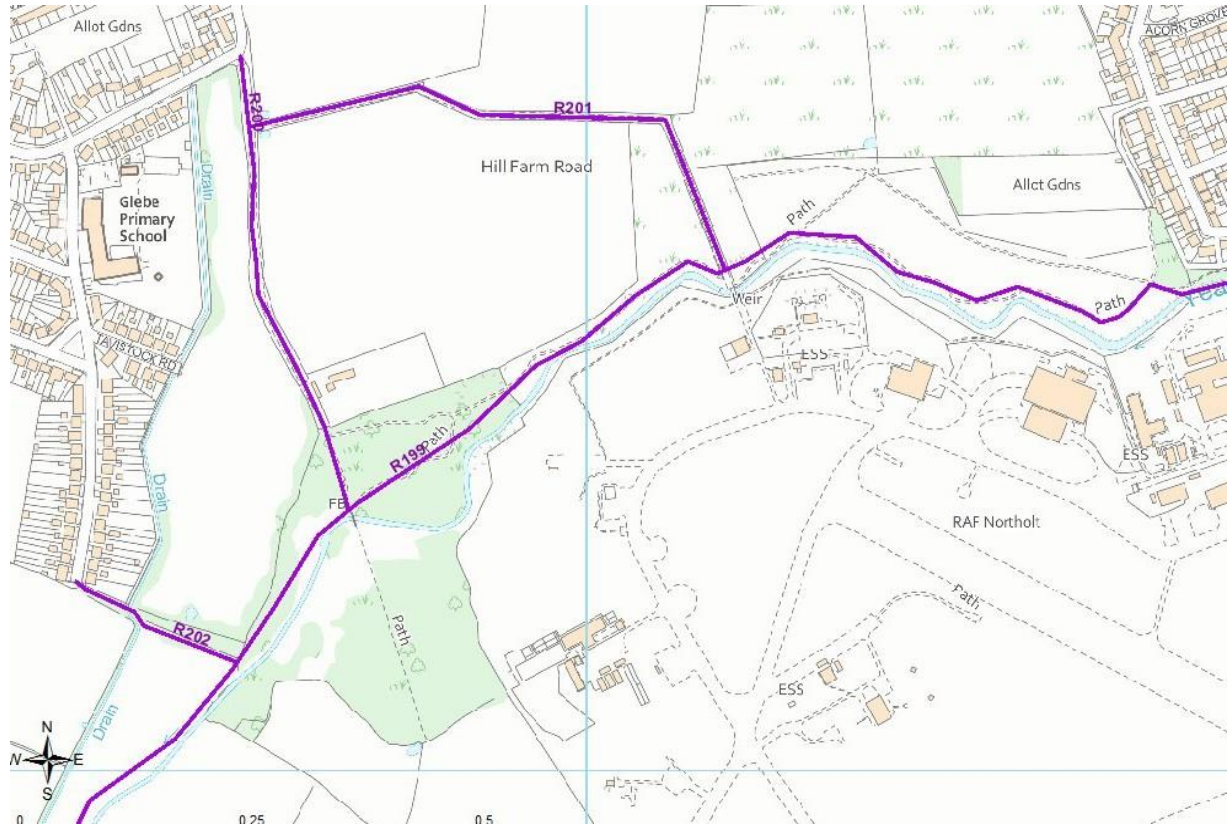 Allot Gdns
ACORN GROVE
R200
R201
Drain
Hill Farm Road
Allct Gdns
Glebe
Primary
School
Path
Weir
Path
TAVISTOCK RD
ESS
Path
R199
ESS
Drain
FB
RAF Northolt
Path
Path
R202
ESS
Drain
N
W
E
S
0
0.25
0.5